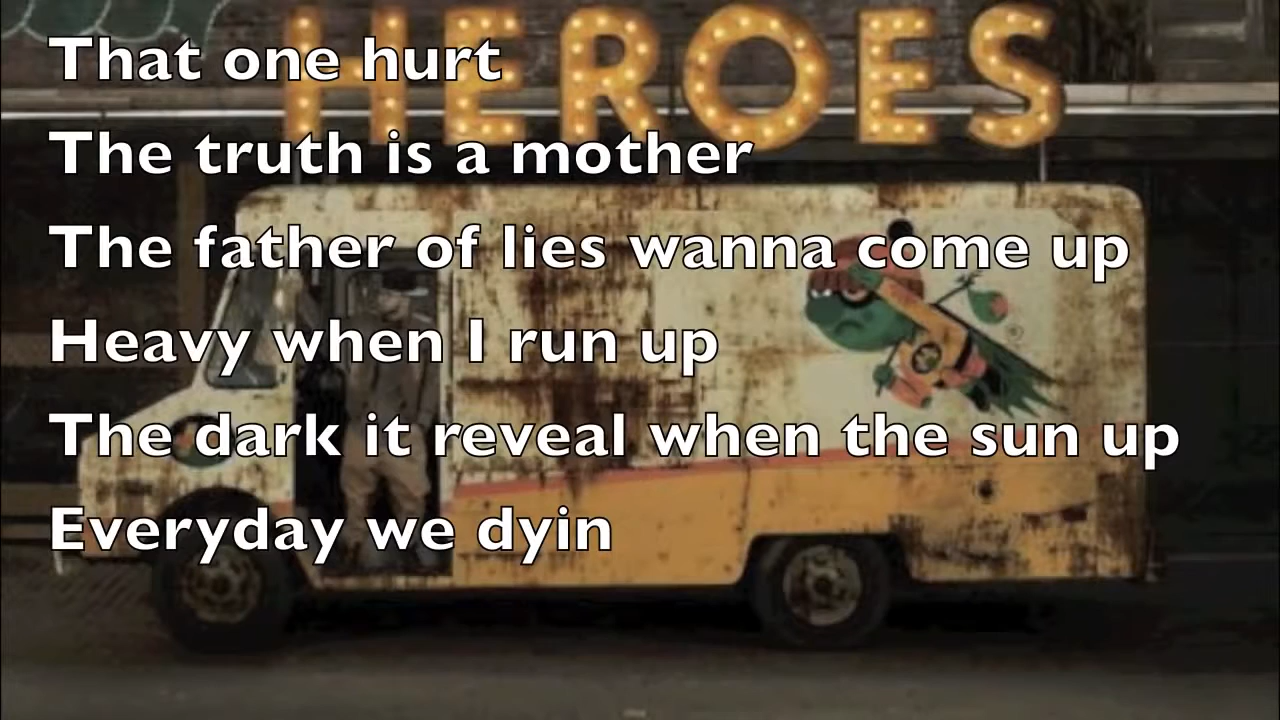 HEROES
That one hurt
The truth is a mother
The father of lies wanna come up
Heavy when I run up
The dark it reveal when the sun up
Everyday we dyin